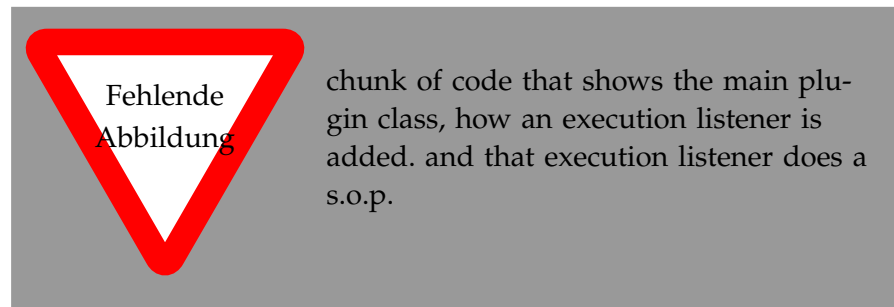 Fehlende
Abbildung
chunk of code that shows the main plu-
gin class, how an execution listener is
added. and that execution listener does a
s.o.p.